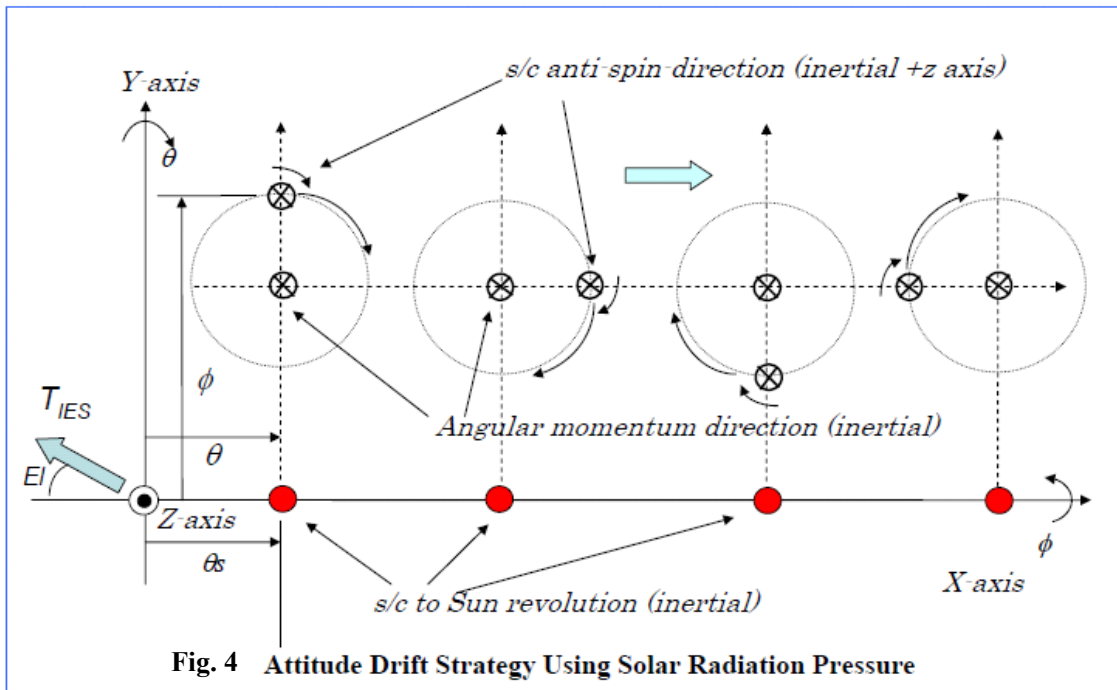 s/c anti-spin-direction (inertial +z axis)
Y-axis
θ
ϕ
T_IES
Angular momentum direction (inertial)
θ
El
Z-axis
θs
ϕ
X-axis
s/c to Sun revolution (inertial)
Fig. 4 Attitude Drift Strategy Using Solar Radiation Pressure